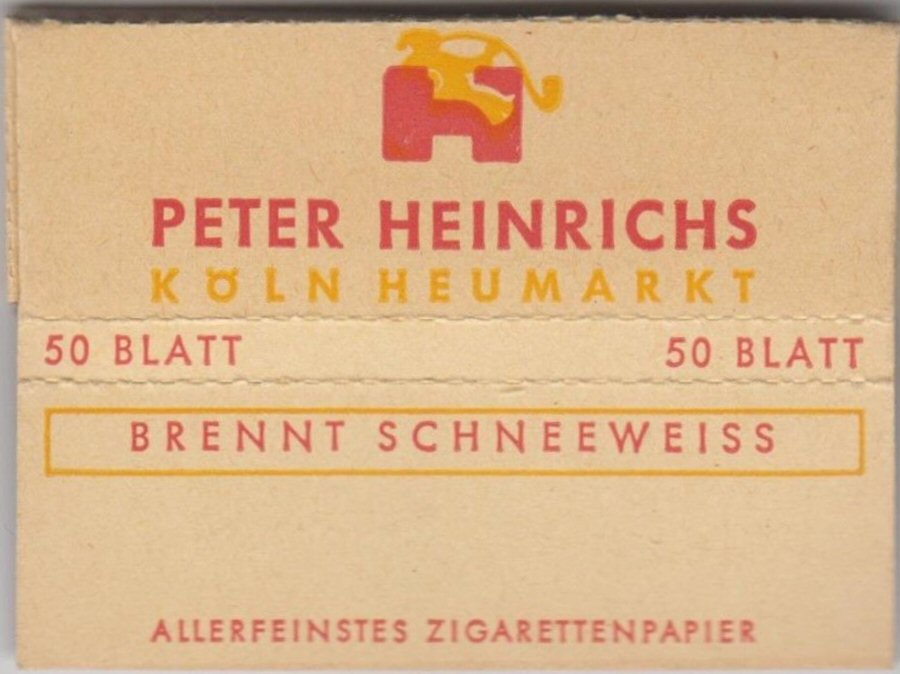 PETER HEINRICHS
KÖLN HEUMARKT
50 BLATT 50 BLATT
BRENNT SCHNEEWEISS
ALLERFEINSTES ZIGARETTENPAPIER